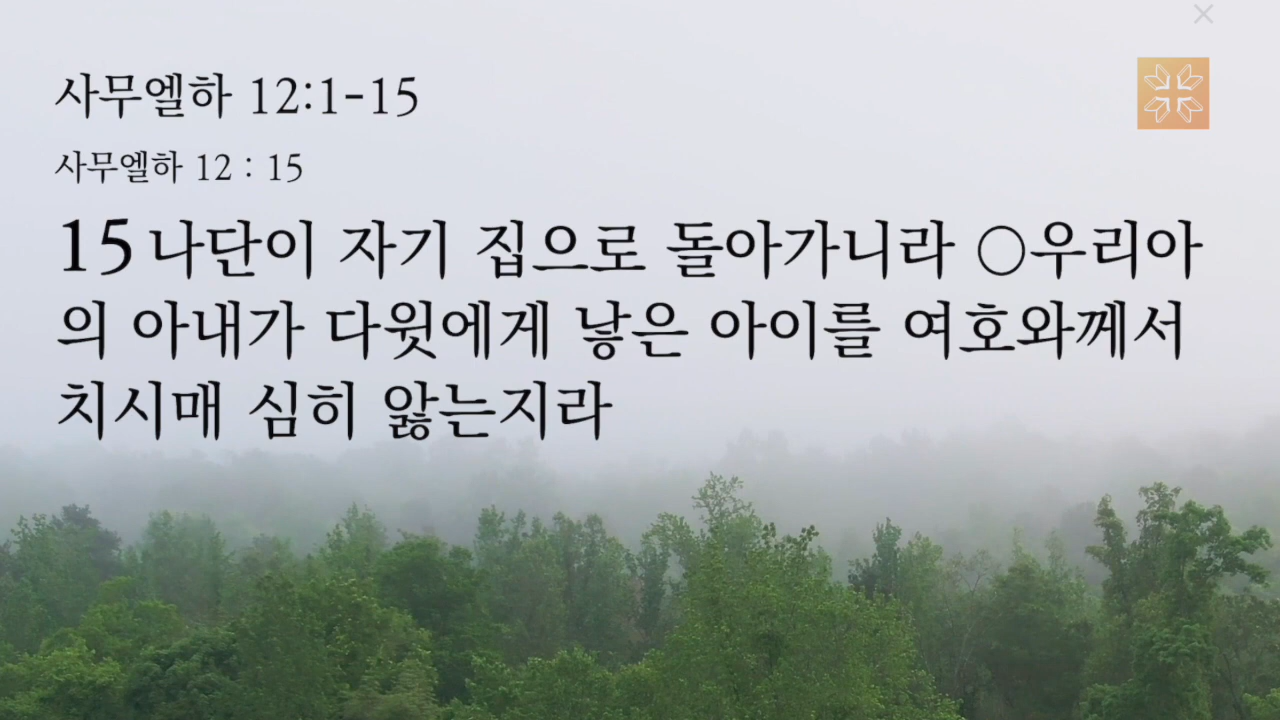 사무엘하 12:1-15
사무엘하 12 : 15
15 나단이 자기 집으로 돌아가니라 ○우리아
의 아내가 다윗에게 낳은 아이를 여호와께서
치시매 심히 앓는지라